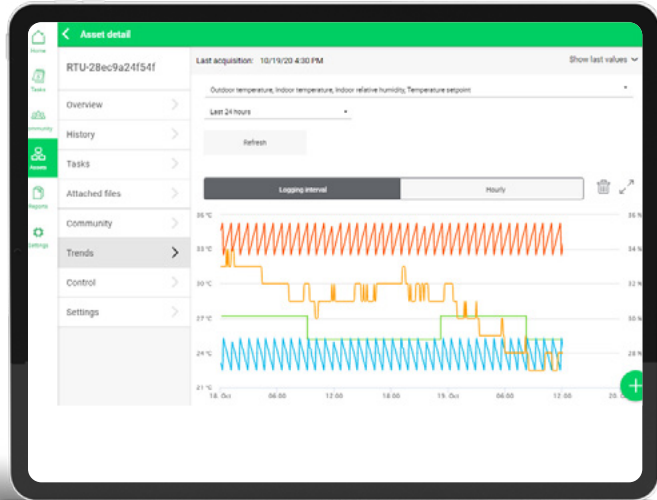 Asset detail
Home
Tasks
Assets
Reports
Settings
RTU-28ec9a24f54f
Overview
History
Tasks
Attached files
Community
Trends
Control
Settings
Last acquisition: 10/19/20 4:30 PM
Show last values
Outdoor temperature, Indoor temperature, Indoor relative humidity, Temperature setpoint
Last 24 hours
Refresh
Logging interval
Hourly
36 °C
33 °C
30 °C
27 °C
24 °C
21 °C
36 %
34 %
32 %
30 %
28 %
18. Oct
06:00
12:00
18:00
19. Oct
06:00
12:00
20.